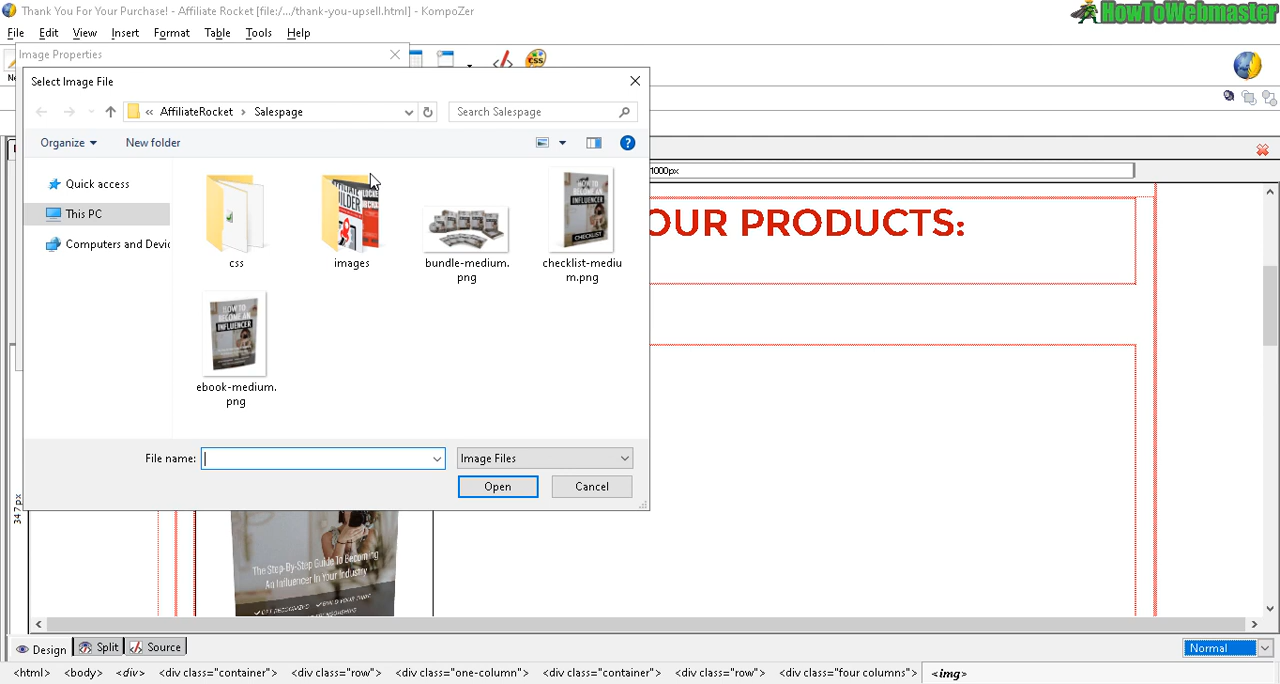 Thank You For Your Purchase! - Affiliate Rocket [file:/.../thank-you-upsell.html] - KompoZer
HowToWebmaster
File Edit View Insert Format Table Tools Help
Image Properties
Select Image File
« AffiliateRocket > Salespage
Search Salespage
Organize
New folder
1000px
Quick access
This PC
Computers and Devic
css
images
bundle-medium.
png
checklist-mediu
m.png
ebook-medium.
png
OUR PRODUCTS:
File name:
Image Files
Open
Cancel
347 px
The Step-By-Step Guide To Becoming
An Influencer In Your Industry
Design
Split
Source
Normal
<html> <body> <div> <div class="container"> <div class="row"> <div class="one-column"> <div class="container"> <div class="row"> <div class="four columns"> <img>